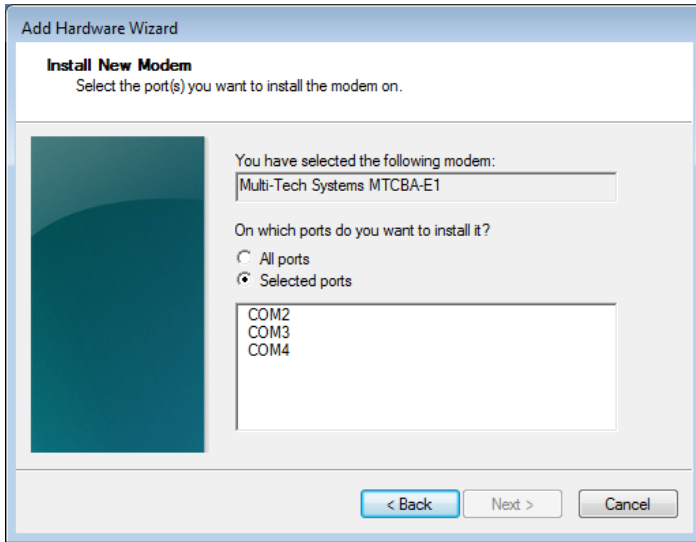 Add Hardware Wizard
Install New Modem
Select the port(s) you want to install the modem on.
You have selected the following modem:
Multi-Tech Systems MTCBA-E1
On which ports do you want to install it?
All ports
Selected ports
COM2
COM3
COM4
< Back Next > Cancel